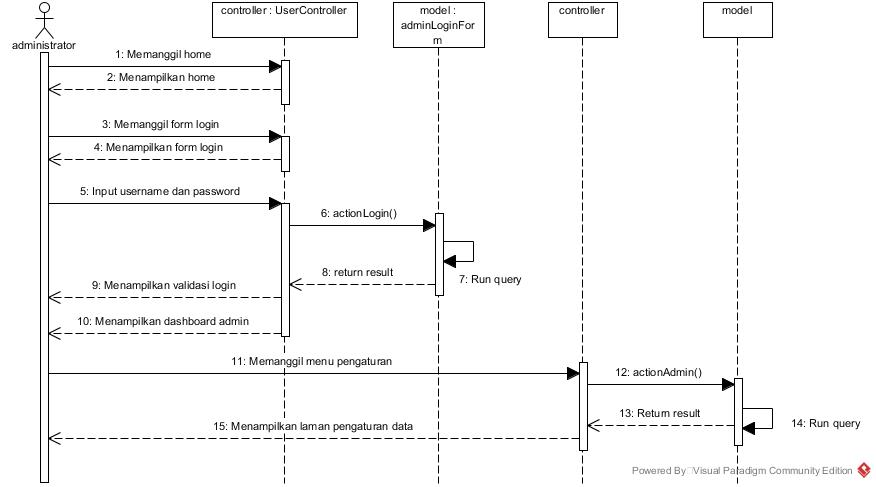 controller : UserController
model :
adminLoginFor
m
controller
model
administrator
1: Memanggil home
2: Menampilkan home
3: Memanggil form login
4: Menampilkan form login
5: Input username dan password
6: actionLogin()
7: Run query
8: return result
9: Menampilkan validasi login
10: Menampilkan dashboard admin
11: Memanggil menu pengaturan
12: actionAdmin()
13: Return result
14: Run query
15: Menampilkan laman pengaturan data
Powered By Visual Paradigm Community Edition